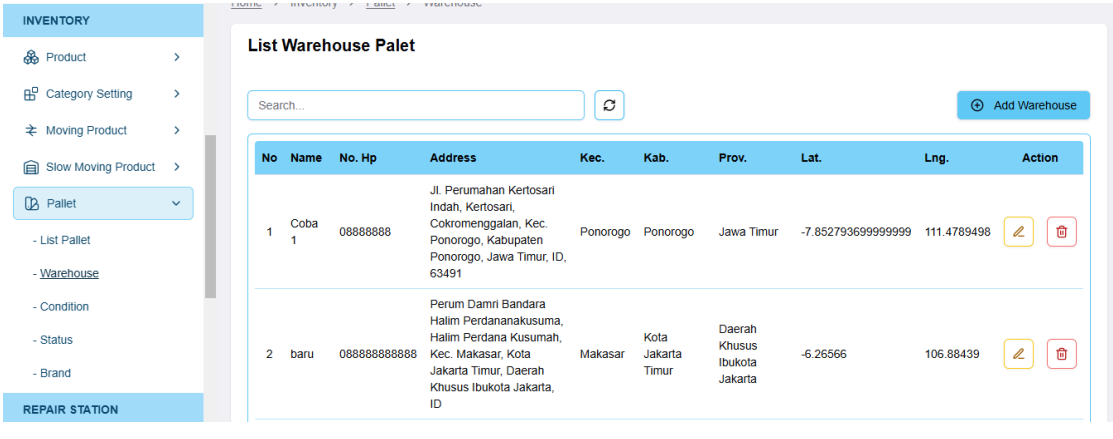 INVENTORY
Product
Category Setting
Moving Product
Slow Moving Product
Pallet
- List Pallet
- Warehouse
- Condition
- Status
- Brand
REPAIR STATION
Home > Inventory > Pallet > Warehouse
List Warehouse Palet
Search...
Add Warehouse
No Name No. Hp Address Kec. Kab. Prov. Lat. Lng. Action
1 Coba 1 08888888
Jl. Perumahan Kertosari
Indah, Kertosari,
Cokromenggalan, Kec.
Ponorogo, Kabupaten
Ponorogo, Jawa Timur, ID,
63491
Ponorogo Ponorogo Jawa Timur -7.852793699999999 111.4789498
2 baru 088888888888
Perum Damri Bandara
Halim Perdananakusuma,
Halim Perdana Kusumah,
Kec. Makasar, Kota
Jakarta Timur, Daerah
Khusus Ibukota Jakarta,
ID
Makasar
Kota
Jakarta
Timur
Daerah
Khusus
Ibukota
Jakarta
-6.26566 106.88439